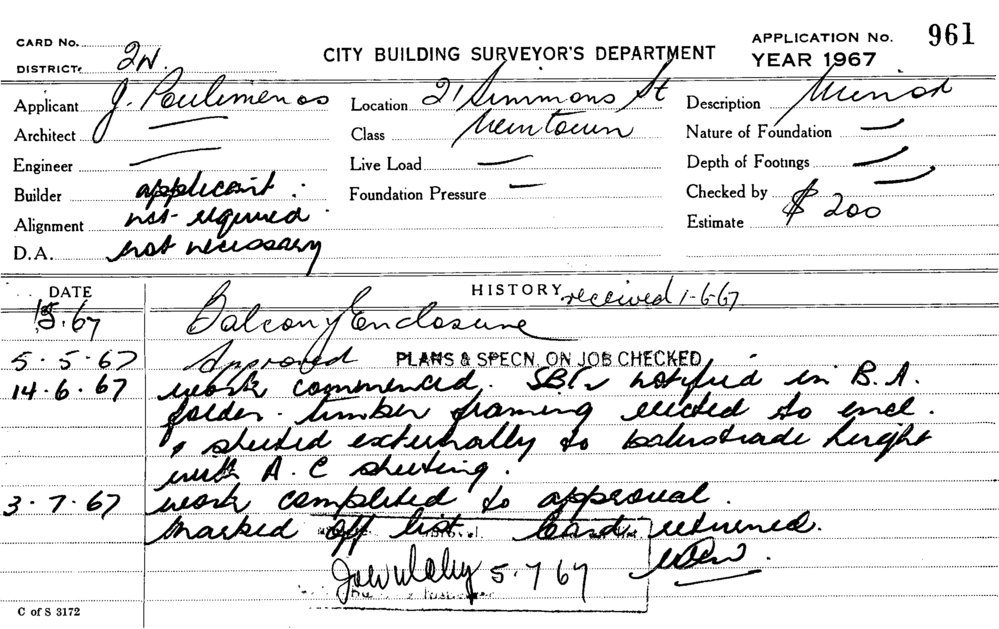 CARD No.
CITY BUILDING SURVEYOR'S DEPARTMENT
APPLICATION No. 961
DISTRICT. 2W.
YEAR 1967
Applicant J. Poulimenos
Location 21 Simmons St
Description Minor
Architect —
Class Newtown
Nature of Foundation —
Engineer —
Live Load —
Depth of Footings —
Builder applicant.
Foundation Pressure —
Checked by —
Alignment not required.
Estimate $200
D.A. not necessary
DATE
HISTORY received 1-6-67
.67 Balcony Enclosure
5.5.67 Approved PLANS & SPECN. ON JOB CHECKED
14.6.67 work commenced. notified in B.A.
folder. timber framing erected to encl.
& sheeted externally to balustrade height
with A.C sheeting.
3.7.67 work completed to approval.
Marked off list Card returned.
5.7.67
C of S 3172